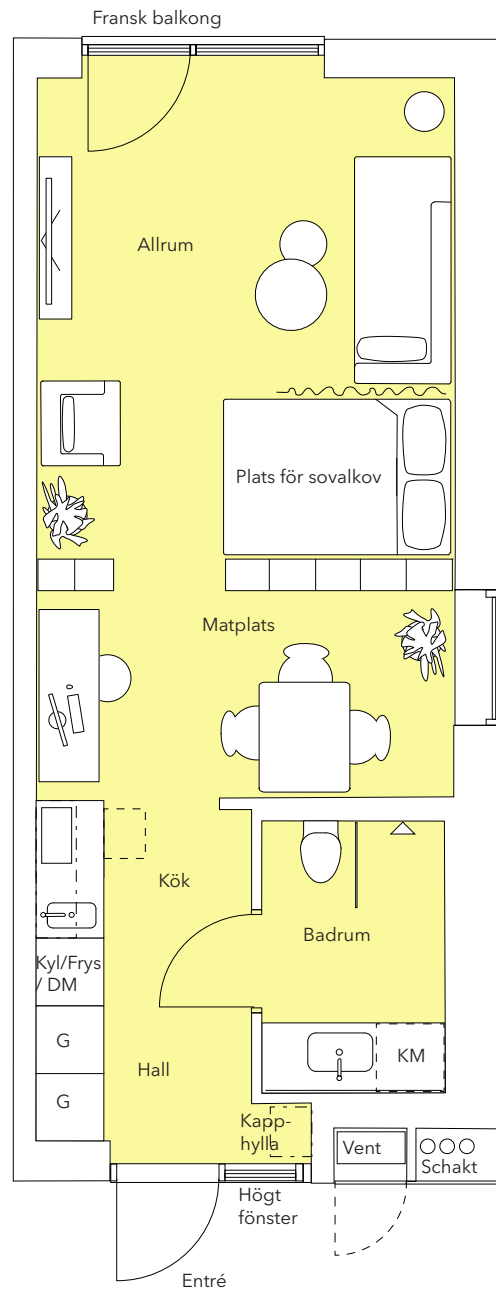 Fransk balkong
Allrum
Plats för sovalkov
Matplats
Kök
Badrum
Kyl/Frys
/ DM
G
KM
Hall
G
Kapp-
hylla
Vent
Schakt
Högt
fönster
Entré